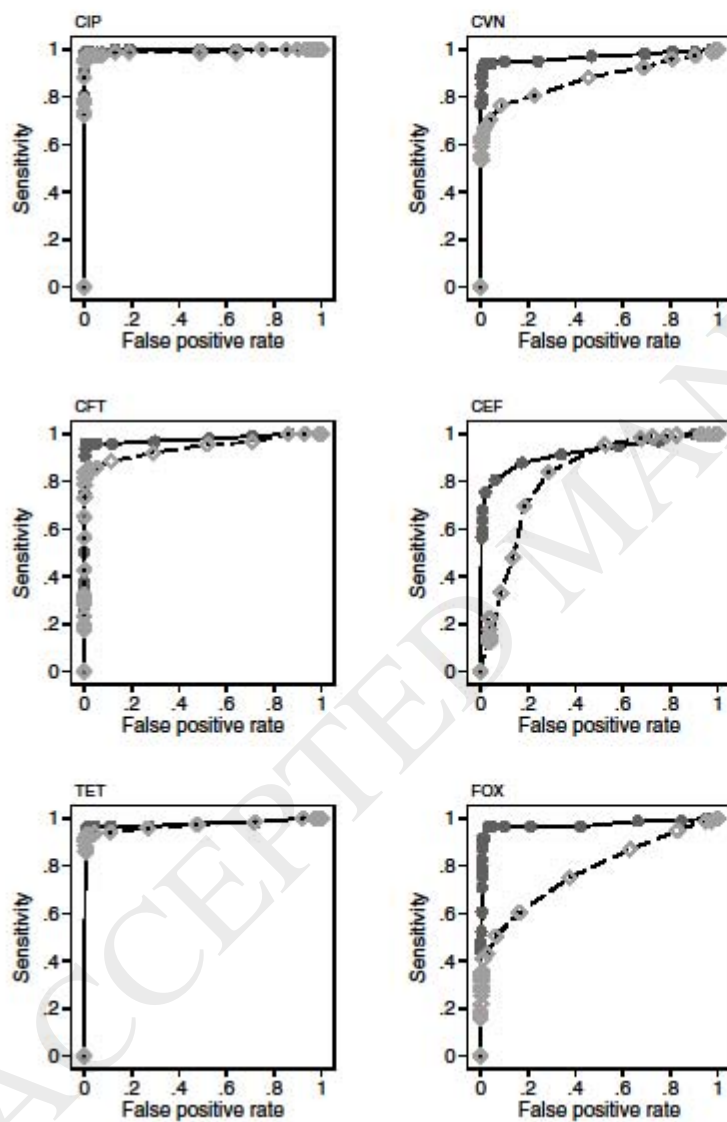 CIP
1
.8
.6
.4
.2
0
Sensitivity
0 .2 .4 .6 .8 1
False positive rate
CVN
1
.8
.6
.4
.2
0
Sensitivity
0 .2 .4 .6 .8 1
False positive rate
CFT
1
.8
.6
.4
.2
0
Sensitivity
0 .2 .4 .6 .8 1
False positive rate
CEF
1
.8
.6
.4
.2
0
Sensitivity
0 .2 .4 .6 .8 1
False positive rate
TET
1
.8
.6
.4
.2
0
Sensitivity
0 .2 .4 .6 .8 1
False positive rate
FOX
1
.8
.6
.4
.2
0
Sensitivity
0 .2 .4 .6 .8 1
False positive rate
ACCEPTED MAN